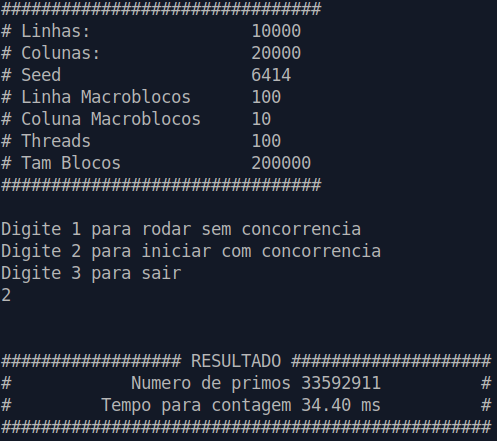 ################################
# Linhas: 10000
# Colunas: 20000
# Seed 6414
# Linha Macroblocos 100
# Coluna Macroblocos 10
# Threads 100
# Tam Blocos 200000
################################
Digite 1 para rodar sem concorrencia
Digite 2 para iniciar com concorrencia
Digite 3 para sair
2
################## RESULTADO ####################
# Numero de primos 33592911 #
# Tempo para contagem 34.40 ms #
#################################################